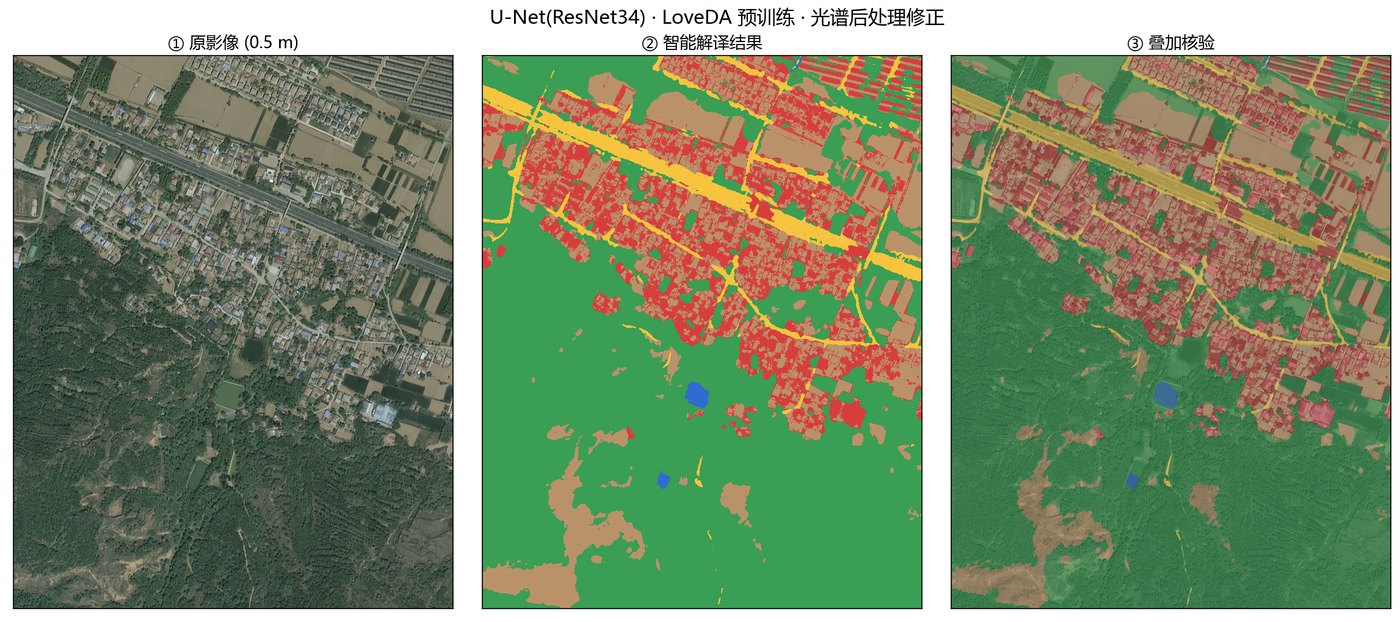 U-Net(ResNet34) · LoveDA 预训练 · 光谱后处理修正
① 原影像 (0.5 m)
② 智能解译结果
③ 叠加核验